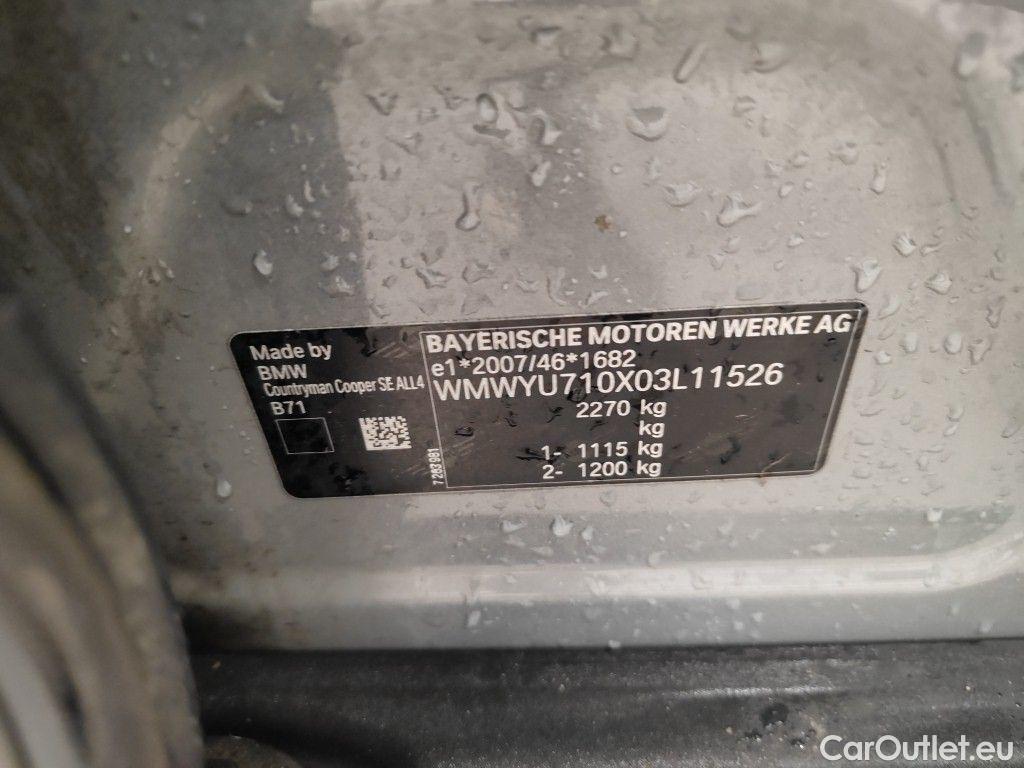 Made by
BMW
Countryman Cooper SE ALL4
B71
7263981
BAYERISCHE MOTOREN WERKE AG
e1*2007/46*1682
WMWYU710X03L11526
2270 kg
kg
1- 1115 kg
2- 1200 kg
CarOutlet.eu